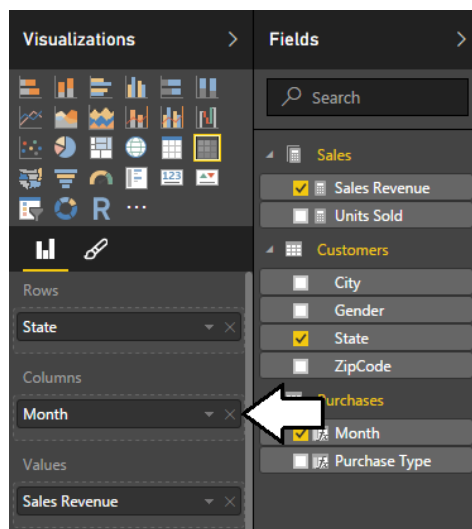 Visualizations
Fields
Search
R
123
Sales
Sales Revenue
Units Sold
Customers
City
Gender
State
ZipCode
Purchases
Month
Purchase Type
Rows
State
Columns
Month
Values
Sales Revenue